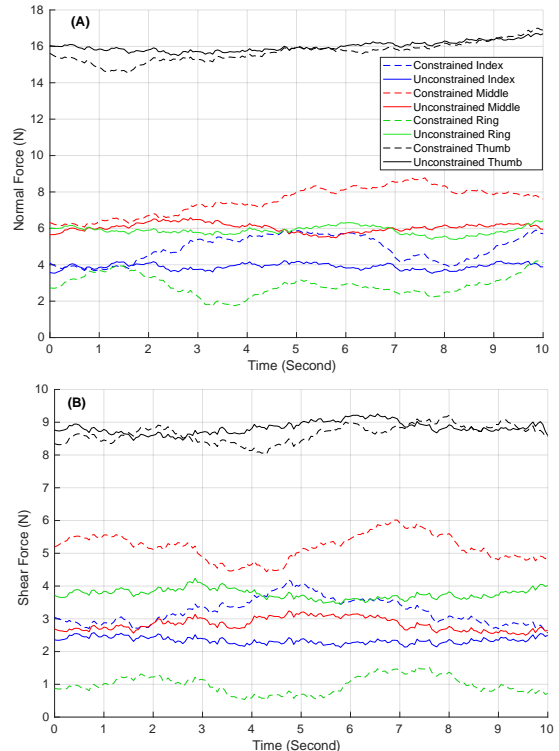 18
(A)
16
14
12
10
8
6
4
2
0
Normal Force (N)
Constrained Index
Unconstrained Index
Constrained Middle
Unconstrained Middle
Constrained Ring
Unconstrained Ring
Constrained Thumb
Unconstrained Thumb
0 1 2 3 4 5 6 7 8 9 10
Time (Second)
10
(B)
9
8
7
6
5
4
3
2
1
0
Shear Force (N)
0 1 2 3 4 5 6 7 8 9 10
Time (Second)